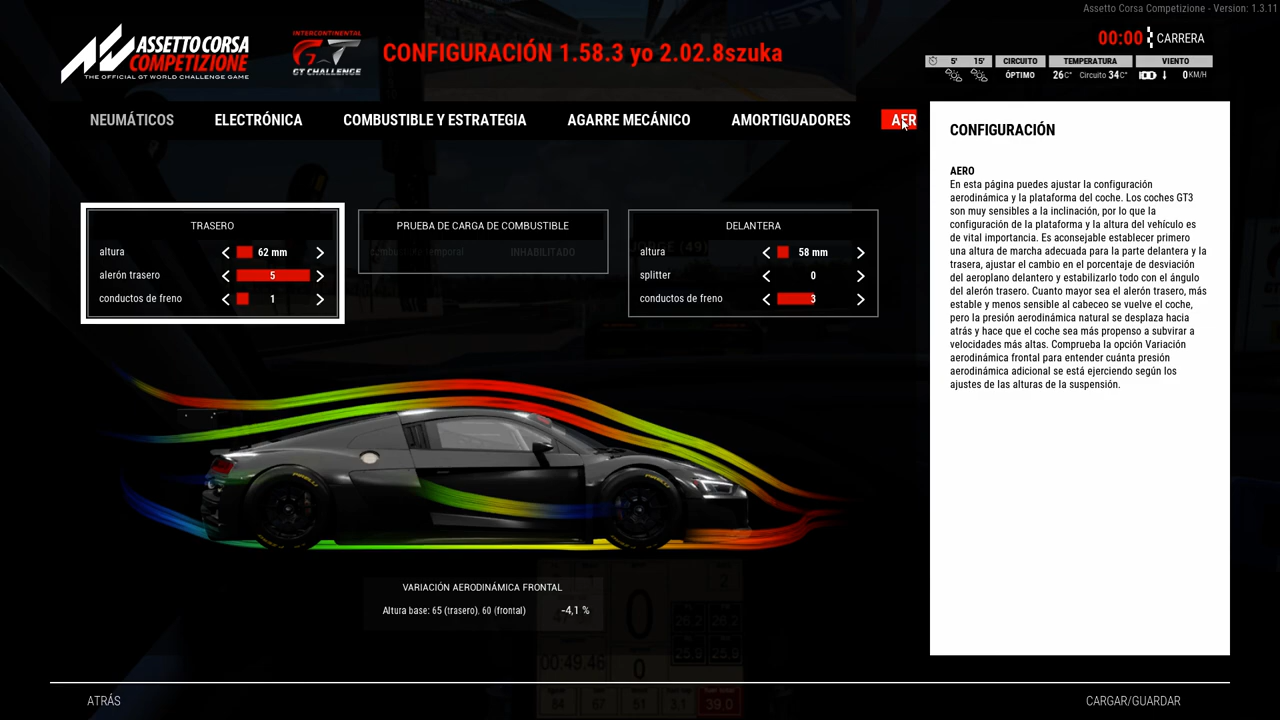 Assetto Corsa Competizione - Version: 1.3.11
ASSETTO CORSA
COMPETIZIONE
THE OFFICIAL GT WORLD CHALLENGE GAME
INTERCONTINENTAL
GT
GT CHALLENGE
CONFIGURACIÓN 1.58.3 yo 2.02.8szuka
00:00 CARRERA
5' 15' CIRCUITO TEMPERATURA VIENTO
ÓPTIMO 26C° Circuito 34C° 0KM/H
NEUMÁTICOS ELECTRÓNICA COMBUSTIBLE Y ESTRATEGIA AGARRE MECÁNICO AMORTIGUADORES AER
TRASERO
altura 62 mm
alerón trasero 5
conductos de freno 1
PRUEBA DE CARGA DE COMBUSTIBLE
combustible temporal INHABILITADO
DELANTERA
altura 58 mm
splitter 0
conductos de freno 3
CONFIGURACIÓN
AERO
En esta página puedes ajustar la configuración
aerodinámica y la plataforma del coche. Los coches GT3
son muy sensibles a la inclinación, por lo que la
configuración de la plataforma y la altura del vehículo es
de vital importancia. Es aconsejable establecer primero
una altura de marcha adecuada para la parte delantera y la
trasera, ajustar el cambio en el porcentaje de desviación
del aeroplano delantero y estabilizarlo todo con el ángulo
del alerón trasero. Cuanto mayor sea el alerón trasero, más
estable y menos sensible al cabeceo se vuelve el coche,
pero la presión aerodinámica natural se desplaza hacia
atrás y hace que el coche sea más propenso a subvirar a
velocidades más altas. Comprueba la opción Variación
aerodinámica frontal para entender cuánta presión
aerodinámica adicional se está ejerciendo según los
ajustes de las alturas de la suspensión.
VARIACIÓN AERODINÁMICA FRONTAL
Altura base: 65 (trasero). 60 (frontal) -4,1 %
00:49.46
39.0
ATRÁS CARGAR/GUARDAR